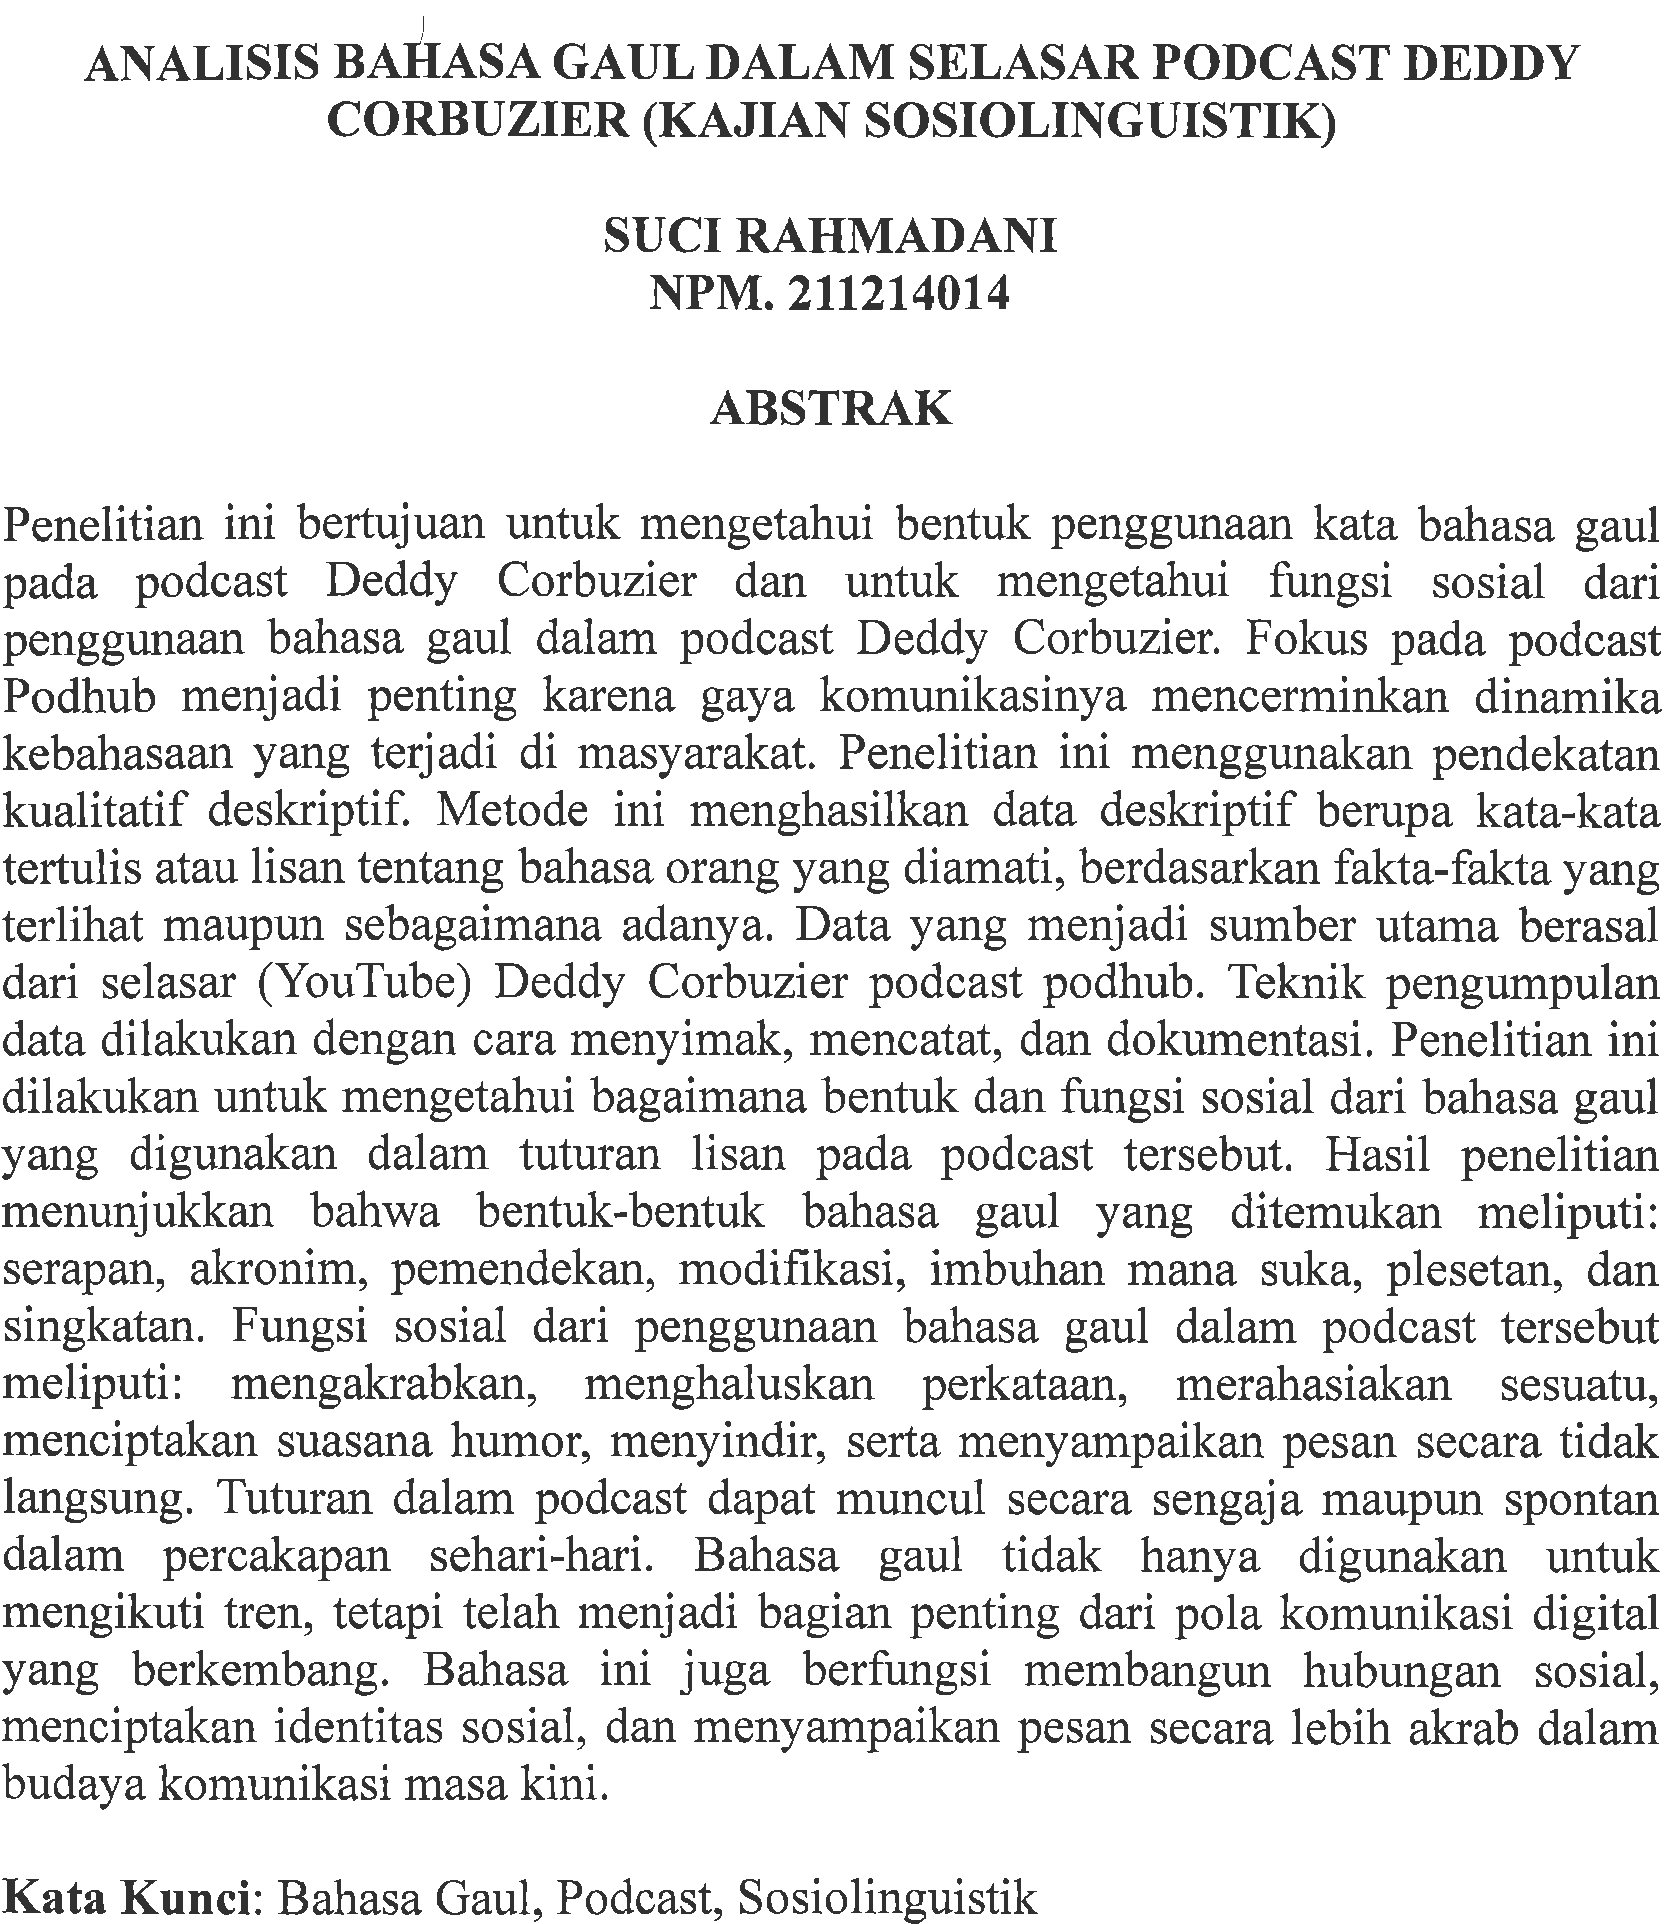 ANALISIS BAHASA GAUL DALAM SELASAR PODCAST DEDDY
CORBUZIER (KAJIAN SOSIOLINGUISTIK)
SUCI RAHMADANI
NPM. 211214014
ABSTRAK
Penelitian ini bertujuan untuk mengetahui bentuk penggunaan kata bahasa gaul
pada podcast Deddy Corbuzier dan untuk mengetahui fungsi sosial dari
penggunaan bahasa gaul dalam podcast Deddy Corbuzier. Fokus pada podcast
Podhub menjadi penting karena gaya komunikasinya mencerminkan dinamika
kebahasaan yang terjadi di masyarakat. Penelitian ini menggunakan pendekatan
kualitatif deskriptif. Metode ini menghasilkan data deskriptif berupa kata-kata
tertulis atau lisan tentang bahasa orang yang diamati, berdasarkan fakta-fakta yang
terlihat maupun sebagaimana adanya. Data yang menjadi sumber utama berasal
dari selasar (YouTube) Deddy Corbuzier podcast podhub. Teknik pengumpulan
data dilakukan dengan cara menyimak, mencatat, dan dokumentasi. Penelitian ini
dilakukan untuk mengetahui bagaimana bentuk dan fungsi sosial dari bahasa gaul
yang digunakan dalam tuturan lisan pada podcast tersebut. Hasil penelitian
menunjukkan bahwa bentuk-bentuk bahasa gaul yang ditemukan meliputi:
serapan, akronim, pemendekan, modifikasi, imbuhan mana suka, plesetan, dan
singkatan. Fungsi sosial dari penggunaan bahasa gaul dalam podcast tersebut
meliputi: mengakrabkan, menghaluskan perkataan, merahasiakan sesuatu,
menciptakan suasana humor, menyindir, serta menyampaikan pesan secara tidak
langsung. Tuturan dalam podcast dapat muncul secara sengaja maupun spontan
dalam percakapan sehari-hari. Bahasa gaul tidak hanya digunakan untuk
mengikuti tren, tetapi telah menjadi bagian penting dari pola komunikasi digital
yang berkembang. Bahasa ini juga berfungsi membangun hubungan sosial,
menciptakan identitas sosial, dan menyampaikan pesan secara lebih akrab dalam
budaya komunikasi masa kini.
Kata Kunci: Bahasa Gaul, Podcast, Sosiolinguistik